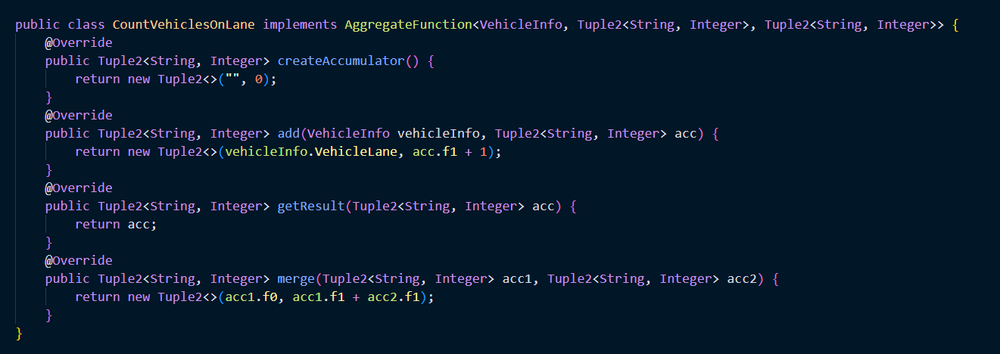 public class CountVehiclesOnLane implements AggregateFunction<VehicleInfo, Tuple2<String, Integer>, Tuple2<String, Integer>> {
    @Override
    public Tuple2<String, Integer> createAccumulator() {
        return new Tuple2<>("", 0);
    }
    @Override
    public Tuple2<String, Integer> add(VehicleInfo vehicleInfo, Tuple2<String, Integer> acc) {
        return new Tuple2<>(vehicleInfo.VehicleLane, acc.f1 + 1);
    }
    @Override
    public Tuple2<String, Integer> getResult(Tuple2<String, Integer> acc) {
        return acc;
    }
    @Override
    public Tuple2<String, Integer> merge(Tuple2<String, Integer> acc1, Tuple2<String, Integer> acc2) {
        return new Tuple2<>(acc1.f0, acc1.f1 + acc2.f1);
    }
}